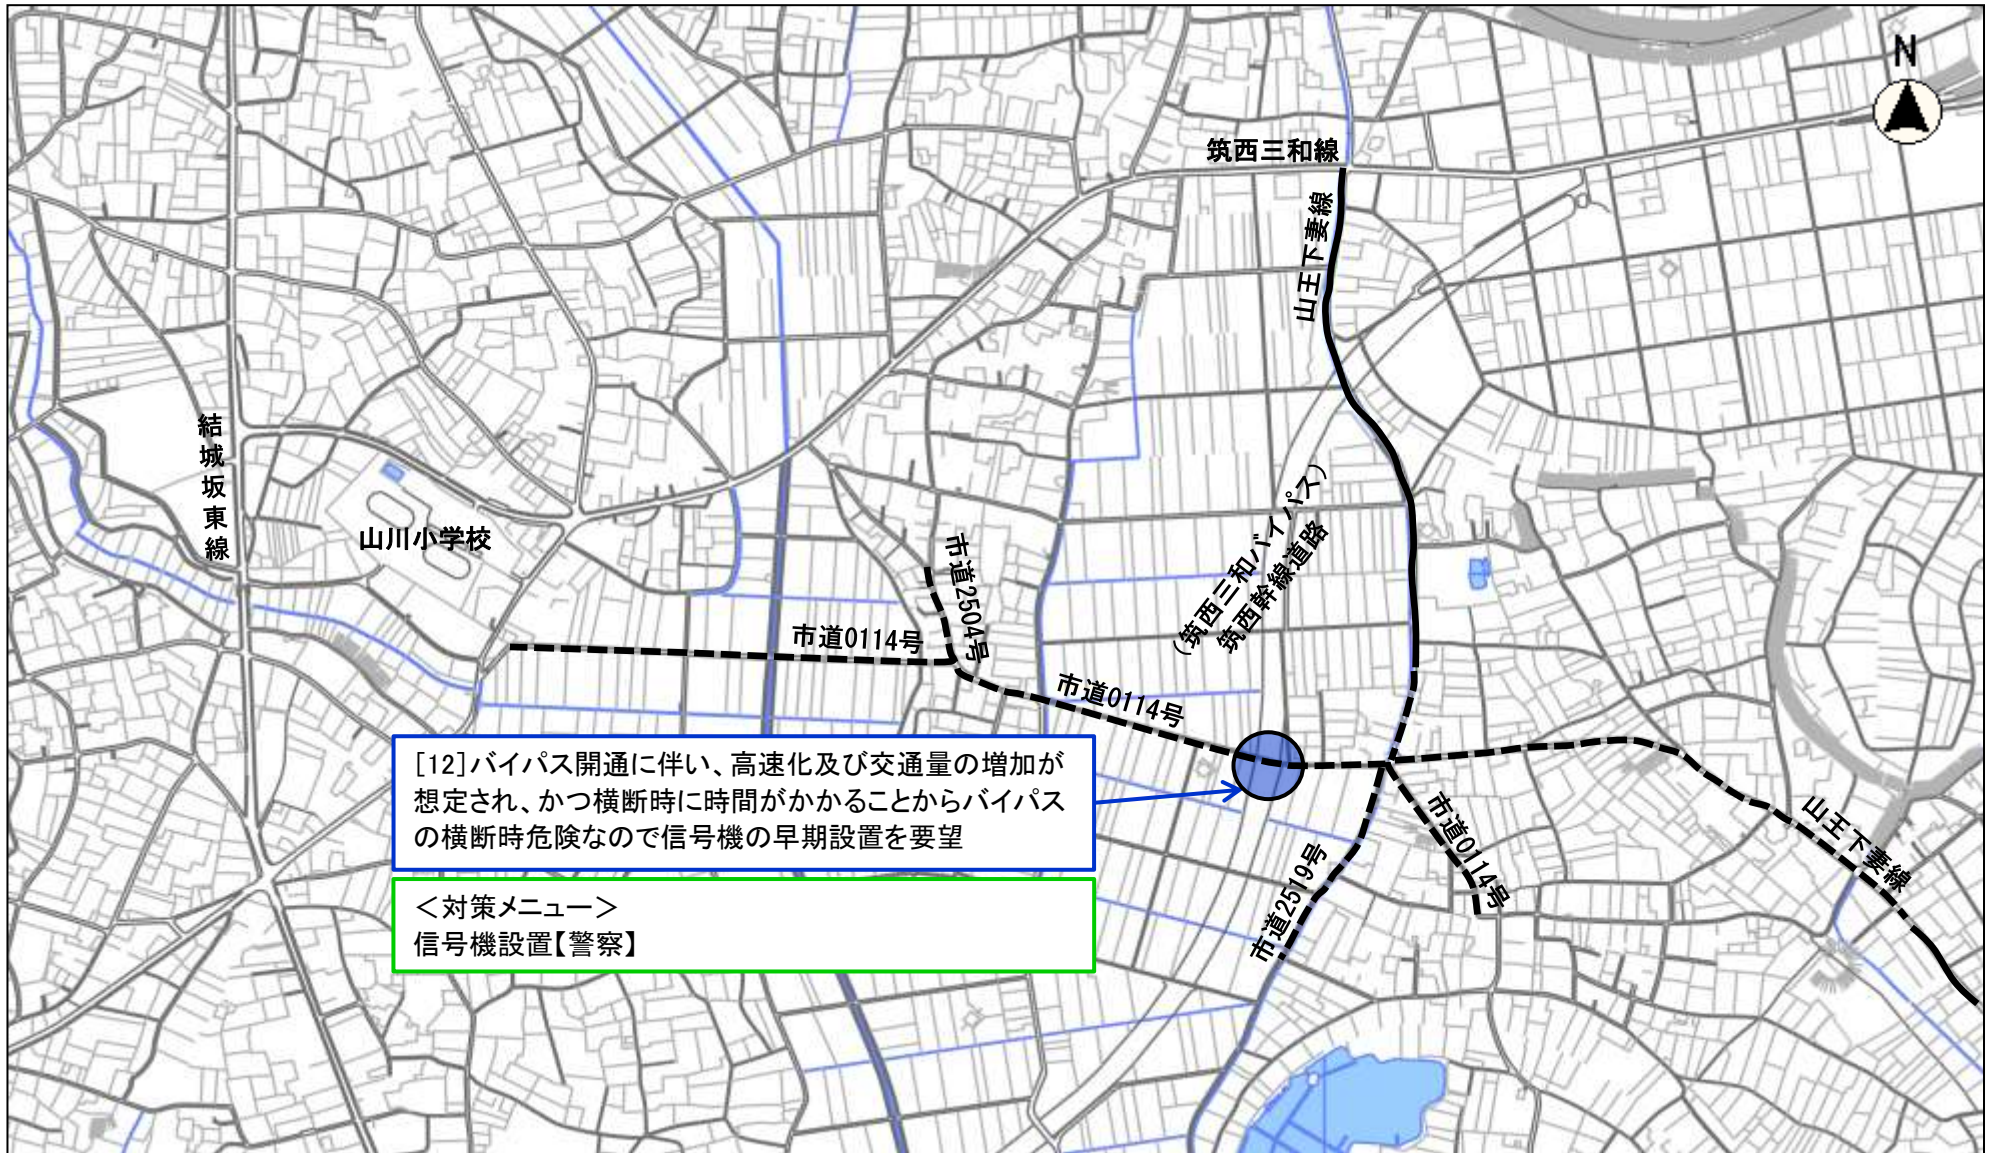 N
筑西三和線
山王下妻線
結城坂東線
山川小学校
(筑西三和バイパス)
筑西幹線道路
市道2504号
市道0114号
市道0114号
[12]バイパス開通に伴い、高速化及び交通量の増加が
想定され、かつ横断時に時間がかかることからバイパス
の横断時危険なので信号機の早期設置を要望
市道0114号
山王下妻線
市道2519号
＜対策メニュー＞
信号機設置【警察】